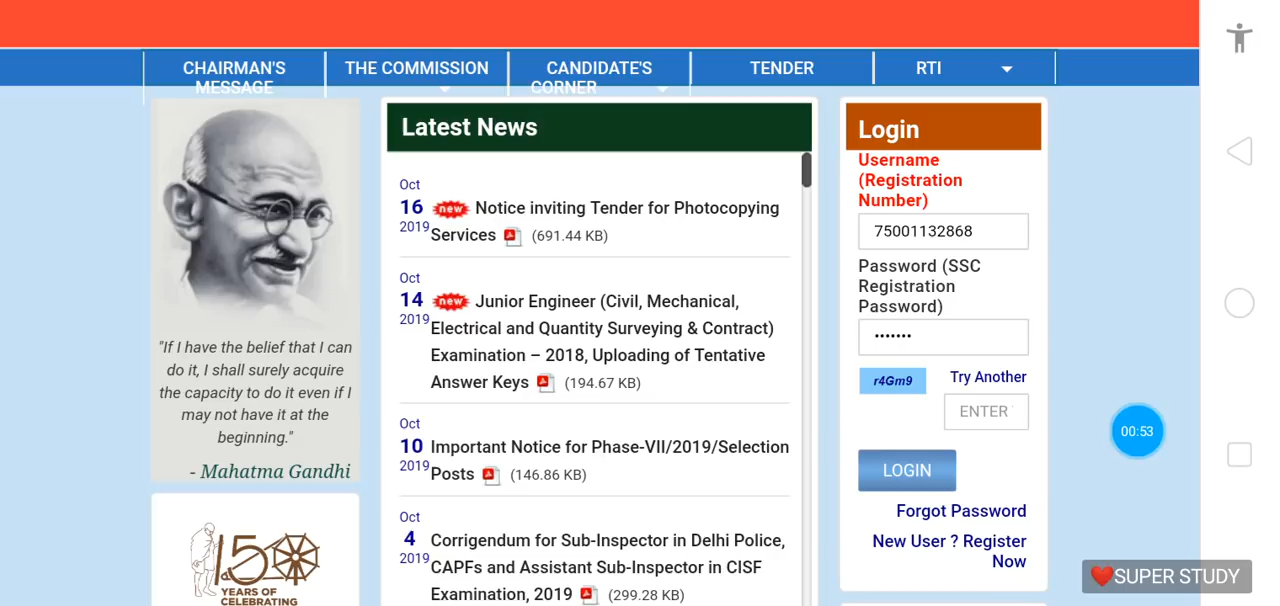 CHAIRMAN'S
MESSAGE
THE COMMISSION
CANDIDATE'S
CORNER
TENDER
RTI
"If I have the belief that I can
do it, I shall surely acquire
the capacity to do it even if I
may not have it at the
beginning."
- Mahatma Gandhi
150
YEARS OF
CELEBRATING
Latest News
Oct
16
2019
new Notice inviting Tender for Photocopying
Services (691.44 KB)
Oct
14
2019
new Junior Engineer (Civil, Mechanical,
Electrical and Quantity Surveying & Contract)
Examination – 2018, Uploading of Tentative
Answer Keys (194.67 KB)
Oct
10
2019
Important Notice for Phase-VII/2019/Selection
Posts (146.86 KB)
Oct
4
2019
Corrigendum for Sub-Inspector in Delhi Police,
CAPFs and Assistant Sub-Inspector in CISF
Examination, 2019 (299.28 KB)
Login
Username
(Registration
Number)
75001132868
Password (SSC
Registration
Password)
•••••••
r4Gm9
Try Another
ENTER
LOGIN
Forgot Password
New User ? Register
Now
00:53
❤️SUPER STUDY